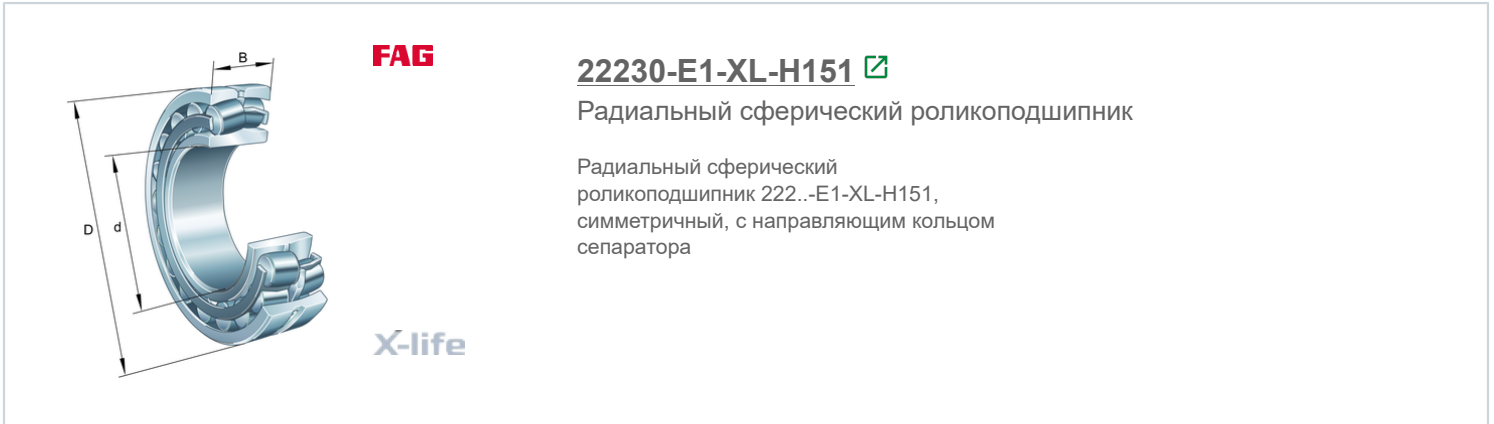 B
FAG
D
d
X-life
22230-E1-XL-H151
Радиальный сферический роликоподшипник
Радиальный сферический
роликоподшипник 222..-E1-XL-H151,
симметричный, с направляющим кольцом
сепаратора